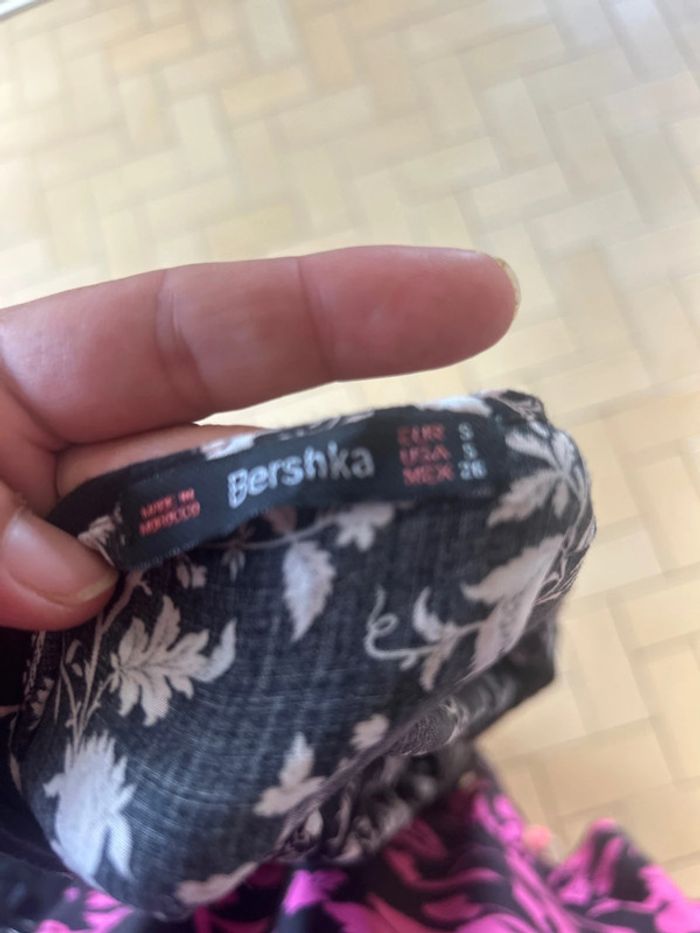 MADE IN
MOROCCO
Bershka
EUR S
USA S
MEX 26